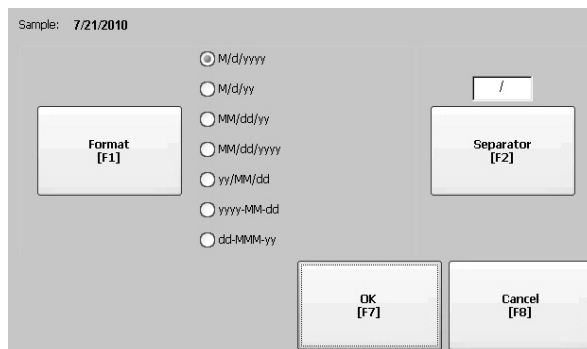 Sample: 7/21/2010
M/d/yyyy
M/d/yy
MM/dd/yy
MM/dd/yyyy
yy/MM/dd
yyyy-MM-dd
dd-MMM-yy
Format
[F1]
/
Separator
[F2]
OK
[F7]
Cancel
[F8]